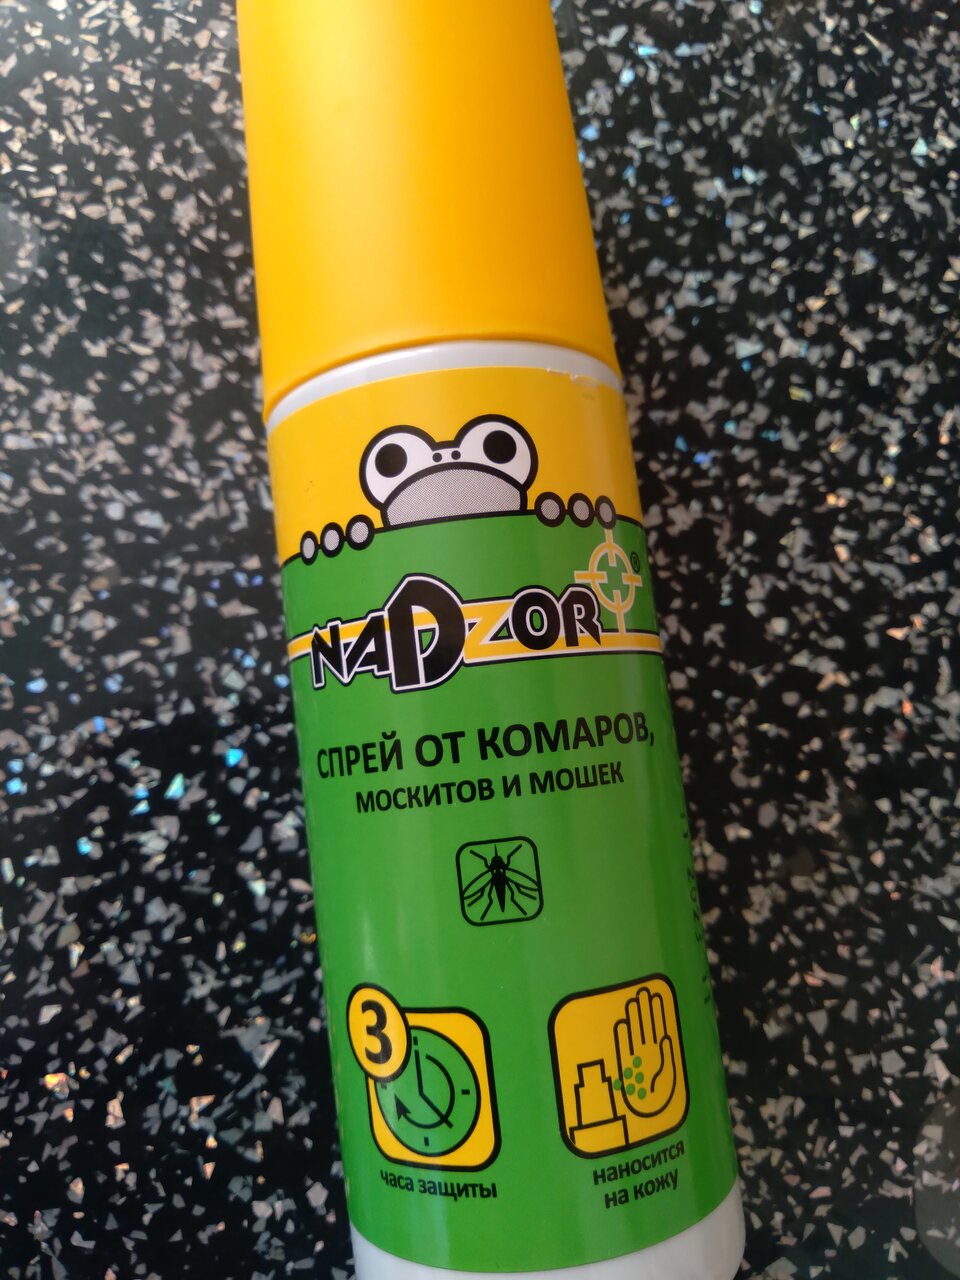 NADZOR®
СПРЕЙ ОТ КОМАРОВ,
МОСКИТОВ И МОШЕК
3
часа защиты
наносится
на кожу